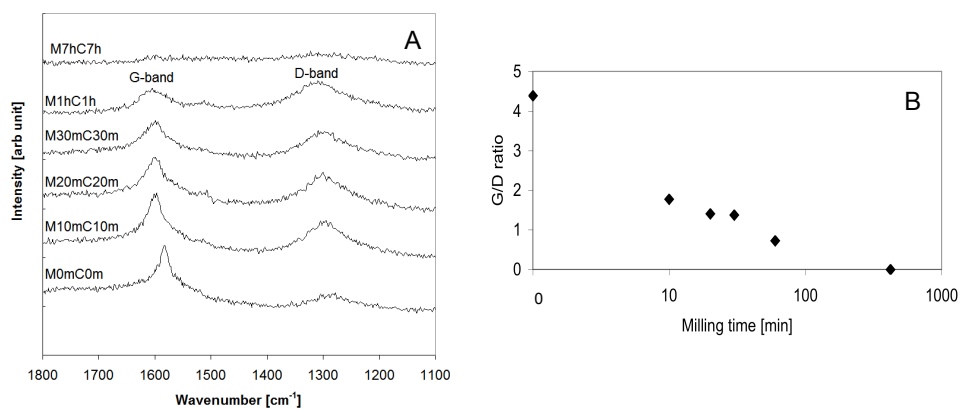 A
M7hC7h
G-band
D-band
M1hC1h
M30mC30m
M20mC20m
M10mC10m
M0mC0m
Intensity [arb unit]
1800 1700 1600 1500 1400 1300 1200 1100
Wavenumber [cm-1]
B
5
4
3
2
1
0
G/D ratio
0 10 100 1000
Milling time [min]